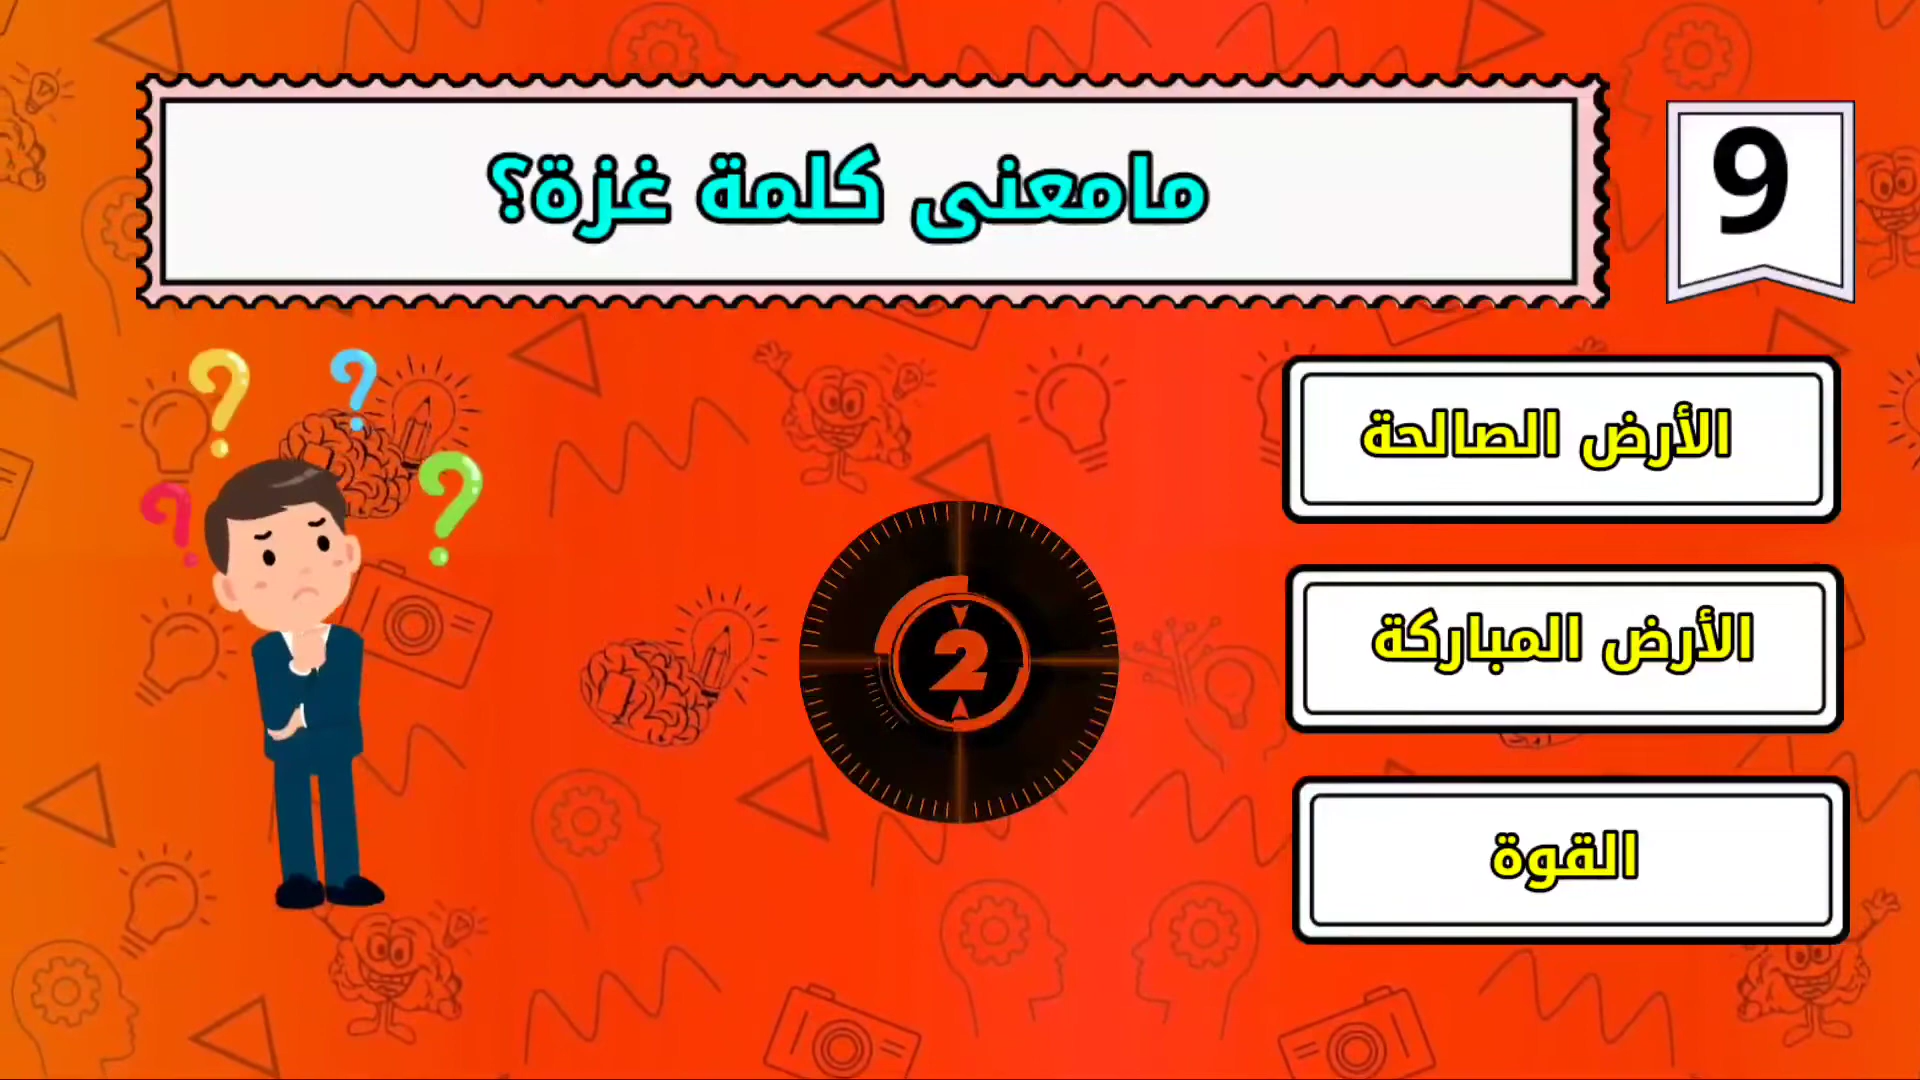 9
مامعنى كلمة غزة؟
الأرض الصالحة
الأرض المباركة
2
القوة